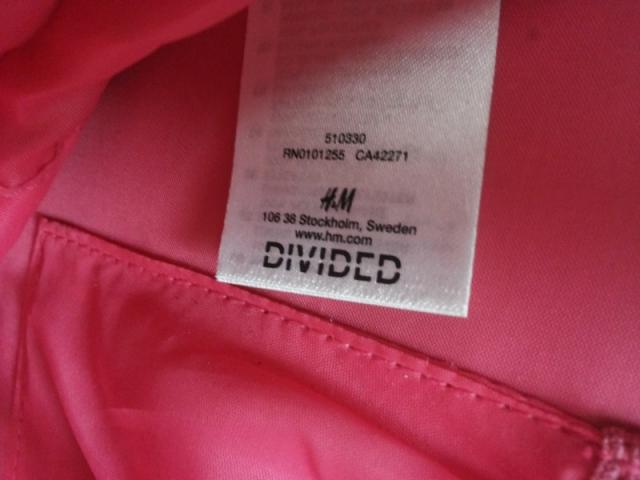 510330
RN0101255 CA42271
H&M
106 38 Stockholm, Sweden
www.hm.com
DIVIDED